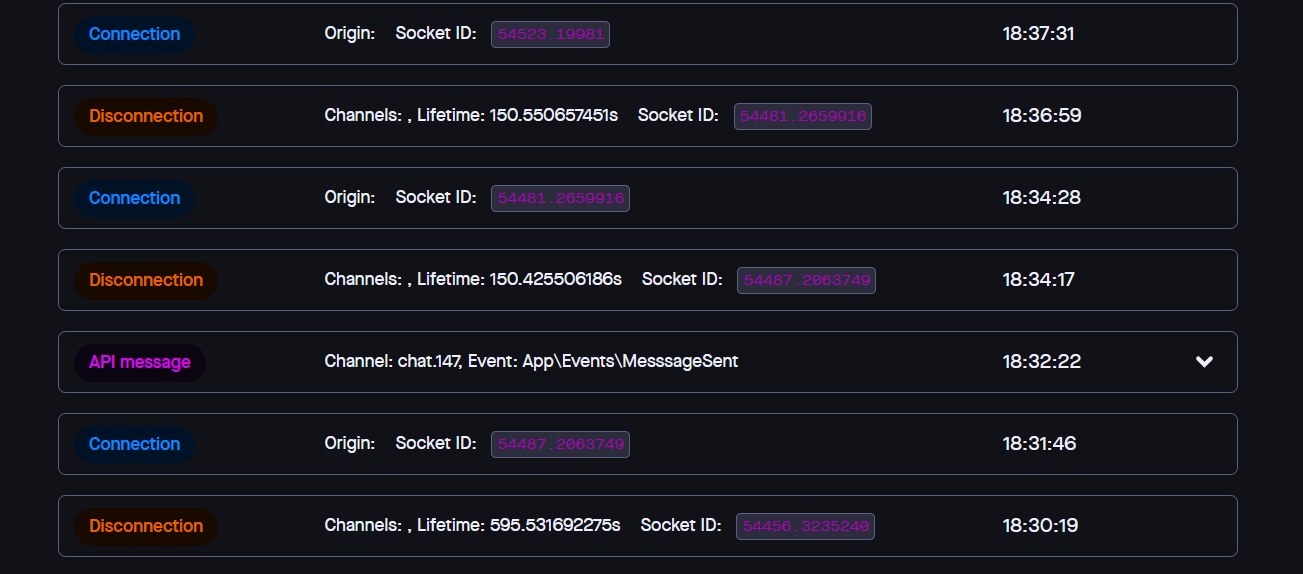 Connection Origin: Socket ID: 54523.19981 18:37:31
Disconnection Channels: , Lifetime: 150.550657451s Socket ID: 54481.2659916 18:36:59
Connection Origin: Socket ID: 54481.2659916 18:34:28
Disconnection Channels: , Lifetime: 150.425506186s Socket ID: 54487.2063749 18:34:17
API message Channel: chat.147, Event: App\Events\MesssageSent 18:32:22
Connection Origin: Socket ID: 54487.2063749 18:31:46
Disconnection Channels: , Lifetime: 595.531692275s Socket ID: 54456.3235240 18:30:19